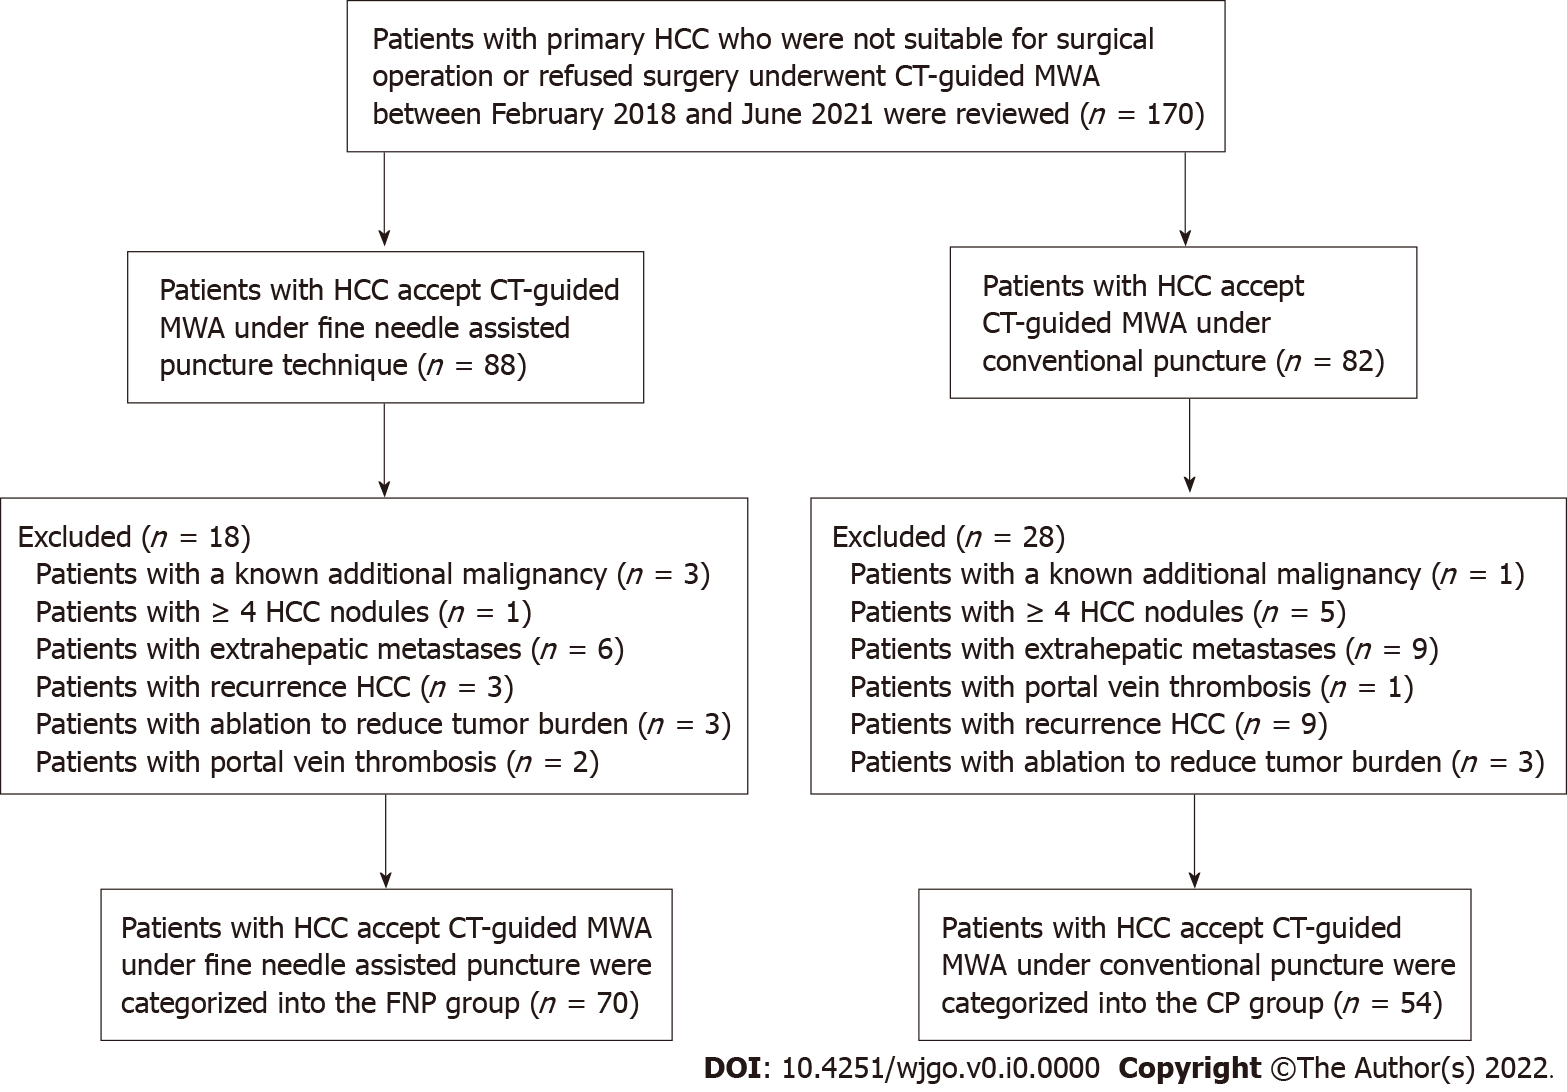 Patients with primary HCC who were not suitable for surgical
operation or refused surgery underwent CT-guided MWA
between February 2018 and June 2021 were reviewed (n = 170)
Patients with HCC accept CT-guided
MWA under fine needle assisted
puncture technique (n = 88)
Patients with HCC accept
CT-guided MWA under
conventional puncture (n = 82)
Excluded (n = 18)
Patients with a known additional malignancy (n = 3)
Patients with ≥ 4 HCC nodules (n = 1)
Patients with extrahepatic metastases (n = 6)
Patients with recurrence HCC (n = 3)
Patients with ablation to reduce tumor burden (n = 3)
Patients with portal vein thrombosis (n = 2)
Excluded (n = 28)
Patients with a known additional malignancy (n = 1)
Patients with ≥ 4 HCC nodules (n = 5)
Patients with extrahepatic metastases (n = 9)
Patients with portal vein thrombosis (n = 1)
Patients with recurrence HCC (n = 9)
Patients with ablation to reduce tumor burden (n = 3)
Patients with HCC accept CT-guided MWA
under fine needle assisted puncture were
categorized into the FNP group (n = 70)
Patients with HCC accept CT-guided
MWA under conventional puncture were
categorized into the CP group (n = 54)
DOI: 10.4251/wjgo.v0.i0.0000 Copyright ©The Author(s) 2022.